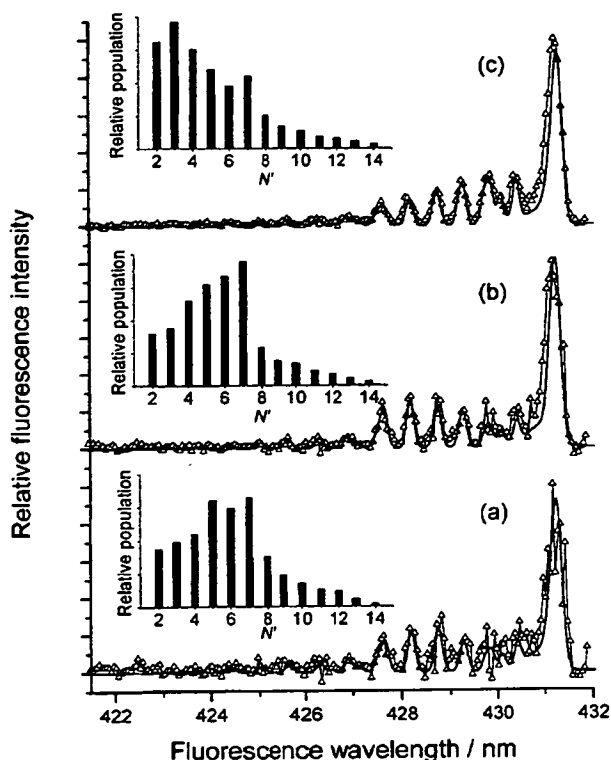 Relative fluorescence intensity
Relative population
2 4 6 8 10 12 14
N'
(c)
Relative population
2 4 6 8 10 12 14
N'
(b)
Relative population
2 4 6 8 10 12 14
N'
(a)
422 424 426 428 430 432
Fluorescence wavelength / nm